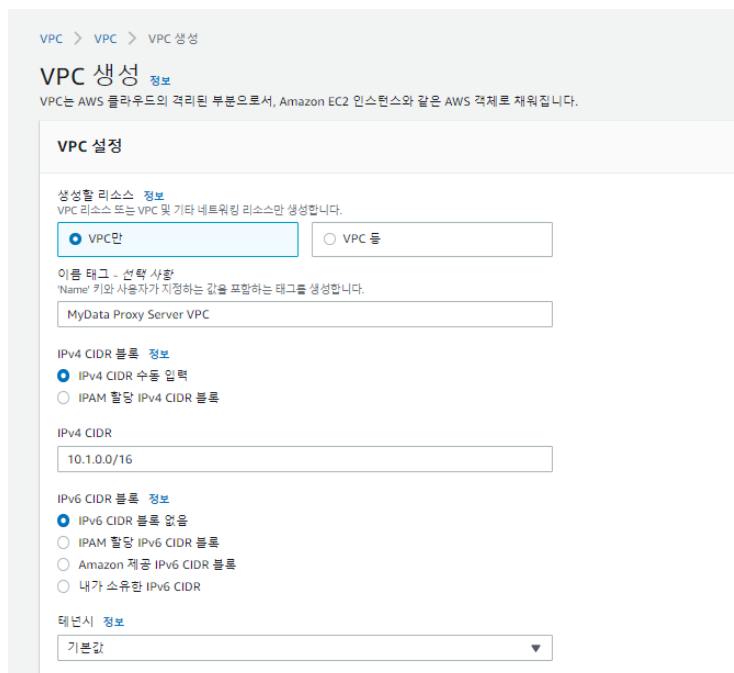 VPC > VPC > VPC 생성
VPC 생성 정보
VPC는 AWS 클라우드의 격리된 부분으로서, Amazon EC2 인스턴스와 같은 AWS 객체로 채워집니다.
VPC 설정
생성할 리소스 정보
VPC 리소스 또는 VPC 및 기타 네트워킹 리소스만 생성합니다.
VPC만 VPC 등
이름 태그 - 선택 사항
'Name' 키와 사용자가 지정하는 값을 포함하는 태그를 생성합니다.
MyData Proxy Server VPC
IPv4 CIDR 블록 정보
IPv4 CIDR 수동 입력
IPAM 할당 IPv4 CIDR 블록
IPv4 CIDR
10.1.0.0/16
IPv6 CIDR 블록 정보
IPv6 CIDR 블록 없음
IPAM 할당 IPv6 CIDR 블록
Amazon 제공 IPv6 CIDR 블록
내가 소유한 IPv6 CIDR
테넌시 정보
기본값